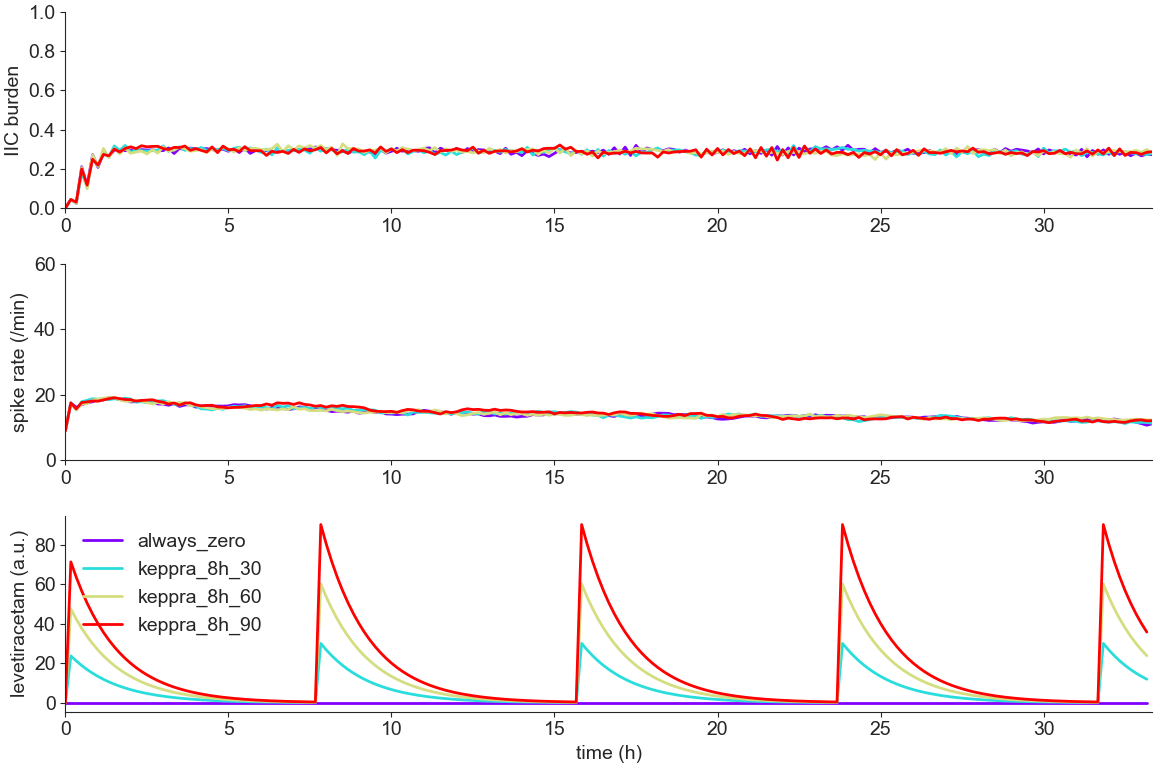 IIC burden
1.0
0.8
0.6
0.4
0.2
0.0
0 5 10 15 20 25 30
spike rate (/min)
60
40
20
0
0 5 10 15 20 25 30
levetiracetam (a.u.)
80
60
40
20
0
always_zero
keppra_8h_30
keppra_8h_60
keppra_8h_90
0 5 10 15 20 25 30
time (h)